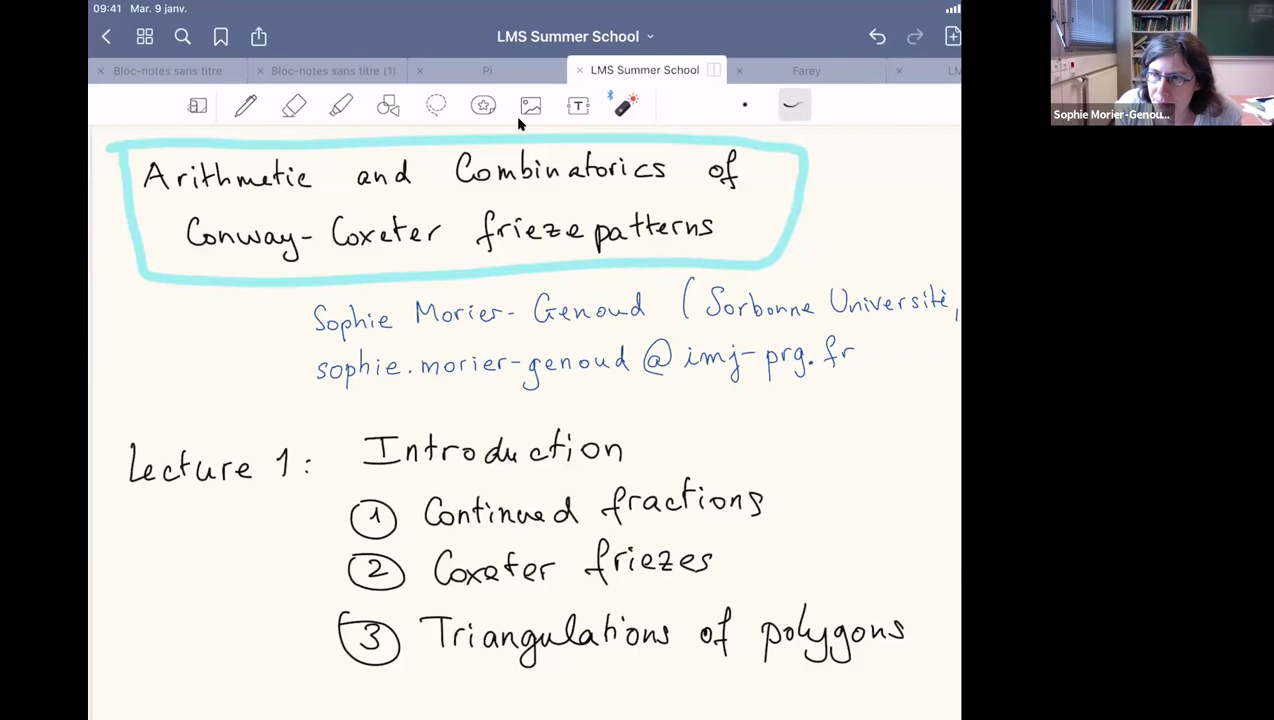 09:41 Mar. 9 janv.
LMS Summer School
Bloc-notes sans titre
Bloc-notes sans titre (1)
Pi
LMS Summer School
Farey
LM
Sophie Morier-Genou...
Arithmetic and Combinatorics of
Conway-Coxeter frieze patterns
Sophie Morier-Genoud (Sorbonne Université,
sophie.morier-genoud@imj-prg.fr
Lecture 1: Introduction
1 Continued fractions
2 Coxeter friezes
3 Triangulations of polygons